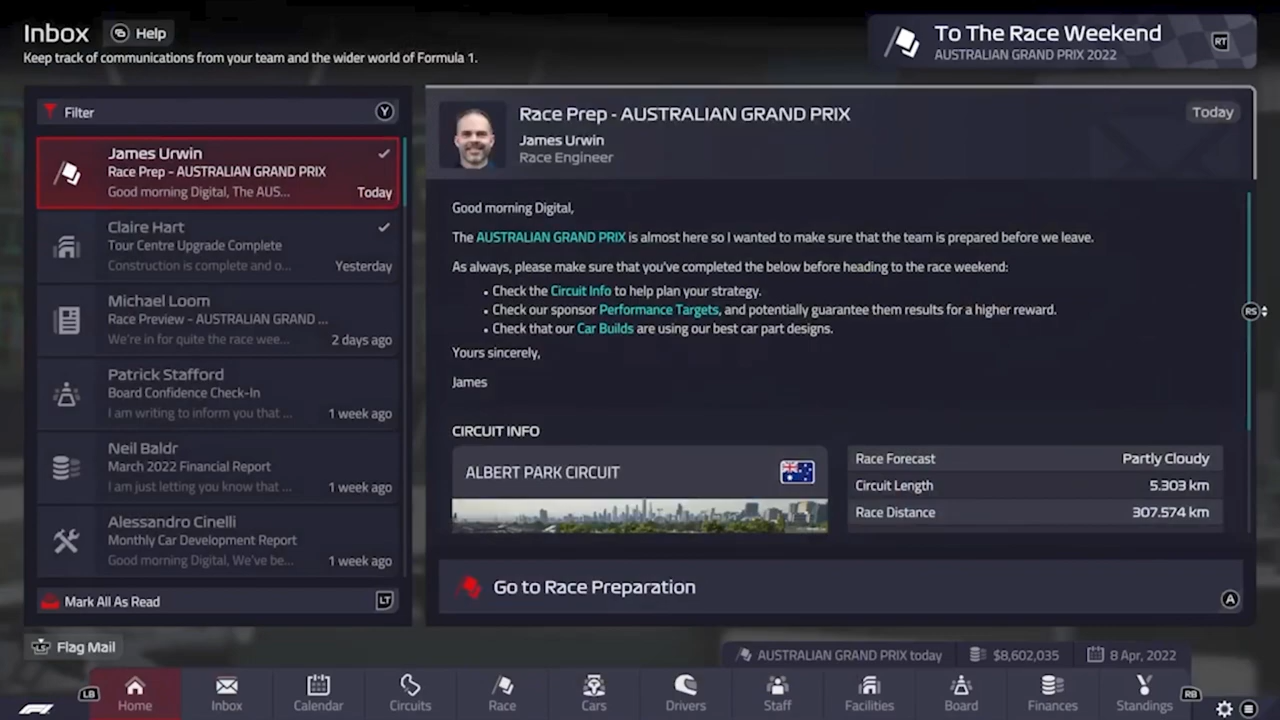 Inbox
Help
Keep track of communications from your team and the wider world of Formula 1.
To The Race Weekend
AUSTRALIAN GRAND PRIX 2022
RT
Filter
Y
James Urwin
Race Prep - AUSTRALIAN GRAND PRIX
Good morning Digital, The AUS...
Today
Claire Hart
Tour Centre Upgrade Complete
Construction is complete and o...
Yesterday
Michael Loom
Race Preview - AUSTRALIAN GRAND ...
We're in for quite the race wee...
2 days ago
Patrick Stafford
Board Confidence Check-In
I am writing to inform you that ...
1 week ago
Neil Baldr
March 2022 Financial Report
I am just letting you know that ...
1 week ago
Alessandro Cinelli
Monthly Car Development Report
Good morning Digital, We've be...
1 week ago
Mark All As Read
LT
Flag Mail
LS
Race Prep - AUSTRALIAN GRAND PRIX
Today
James Urwin
Race Engineer
Good morning Digital,
The AUSTRALIAN GRAND PRIX is almost here so I wanted to make sure that the team is prepared before we leave.
As always, please make sure that you've completed the below before heading to the race weekend:
• Check the Circuit Info to help plan your strategy.
• Check our sponsor Performance Targets, and potentially guarantee them results for a higher reward.
• Check that our Car Builds are using our best car part designs.
Yours sincerely,
James
RS
CIRCUIT INFO
ALBERT PARK CIRCUIT
Race Forecast Partly Cloudy
Circuit Length 5.303 km
Race Distance 307.574 km
Go to Race Preparation
A
AUSTRALIAN GRAND PRIX today
$8,602,035
8 Apr, 2022
LB
Home
Inbox
Calendar
Circuits
Race
Cars
Drivers
Staff
Facilities
Board
Finances
Standings
RB
F1